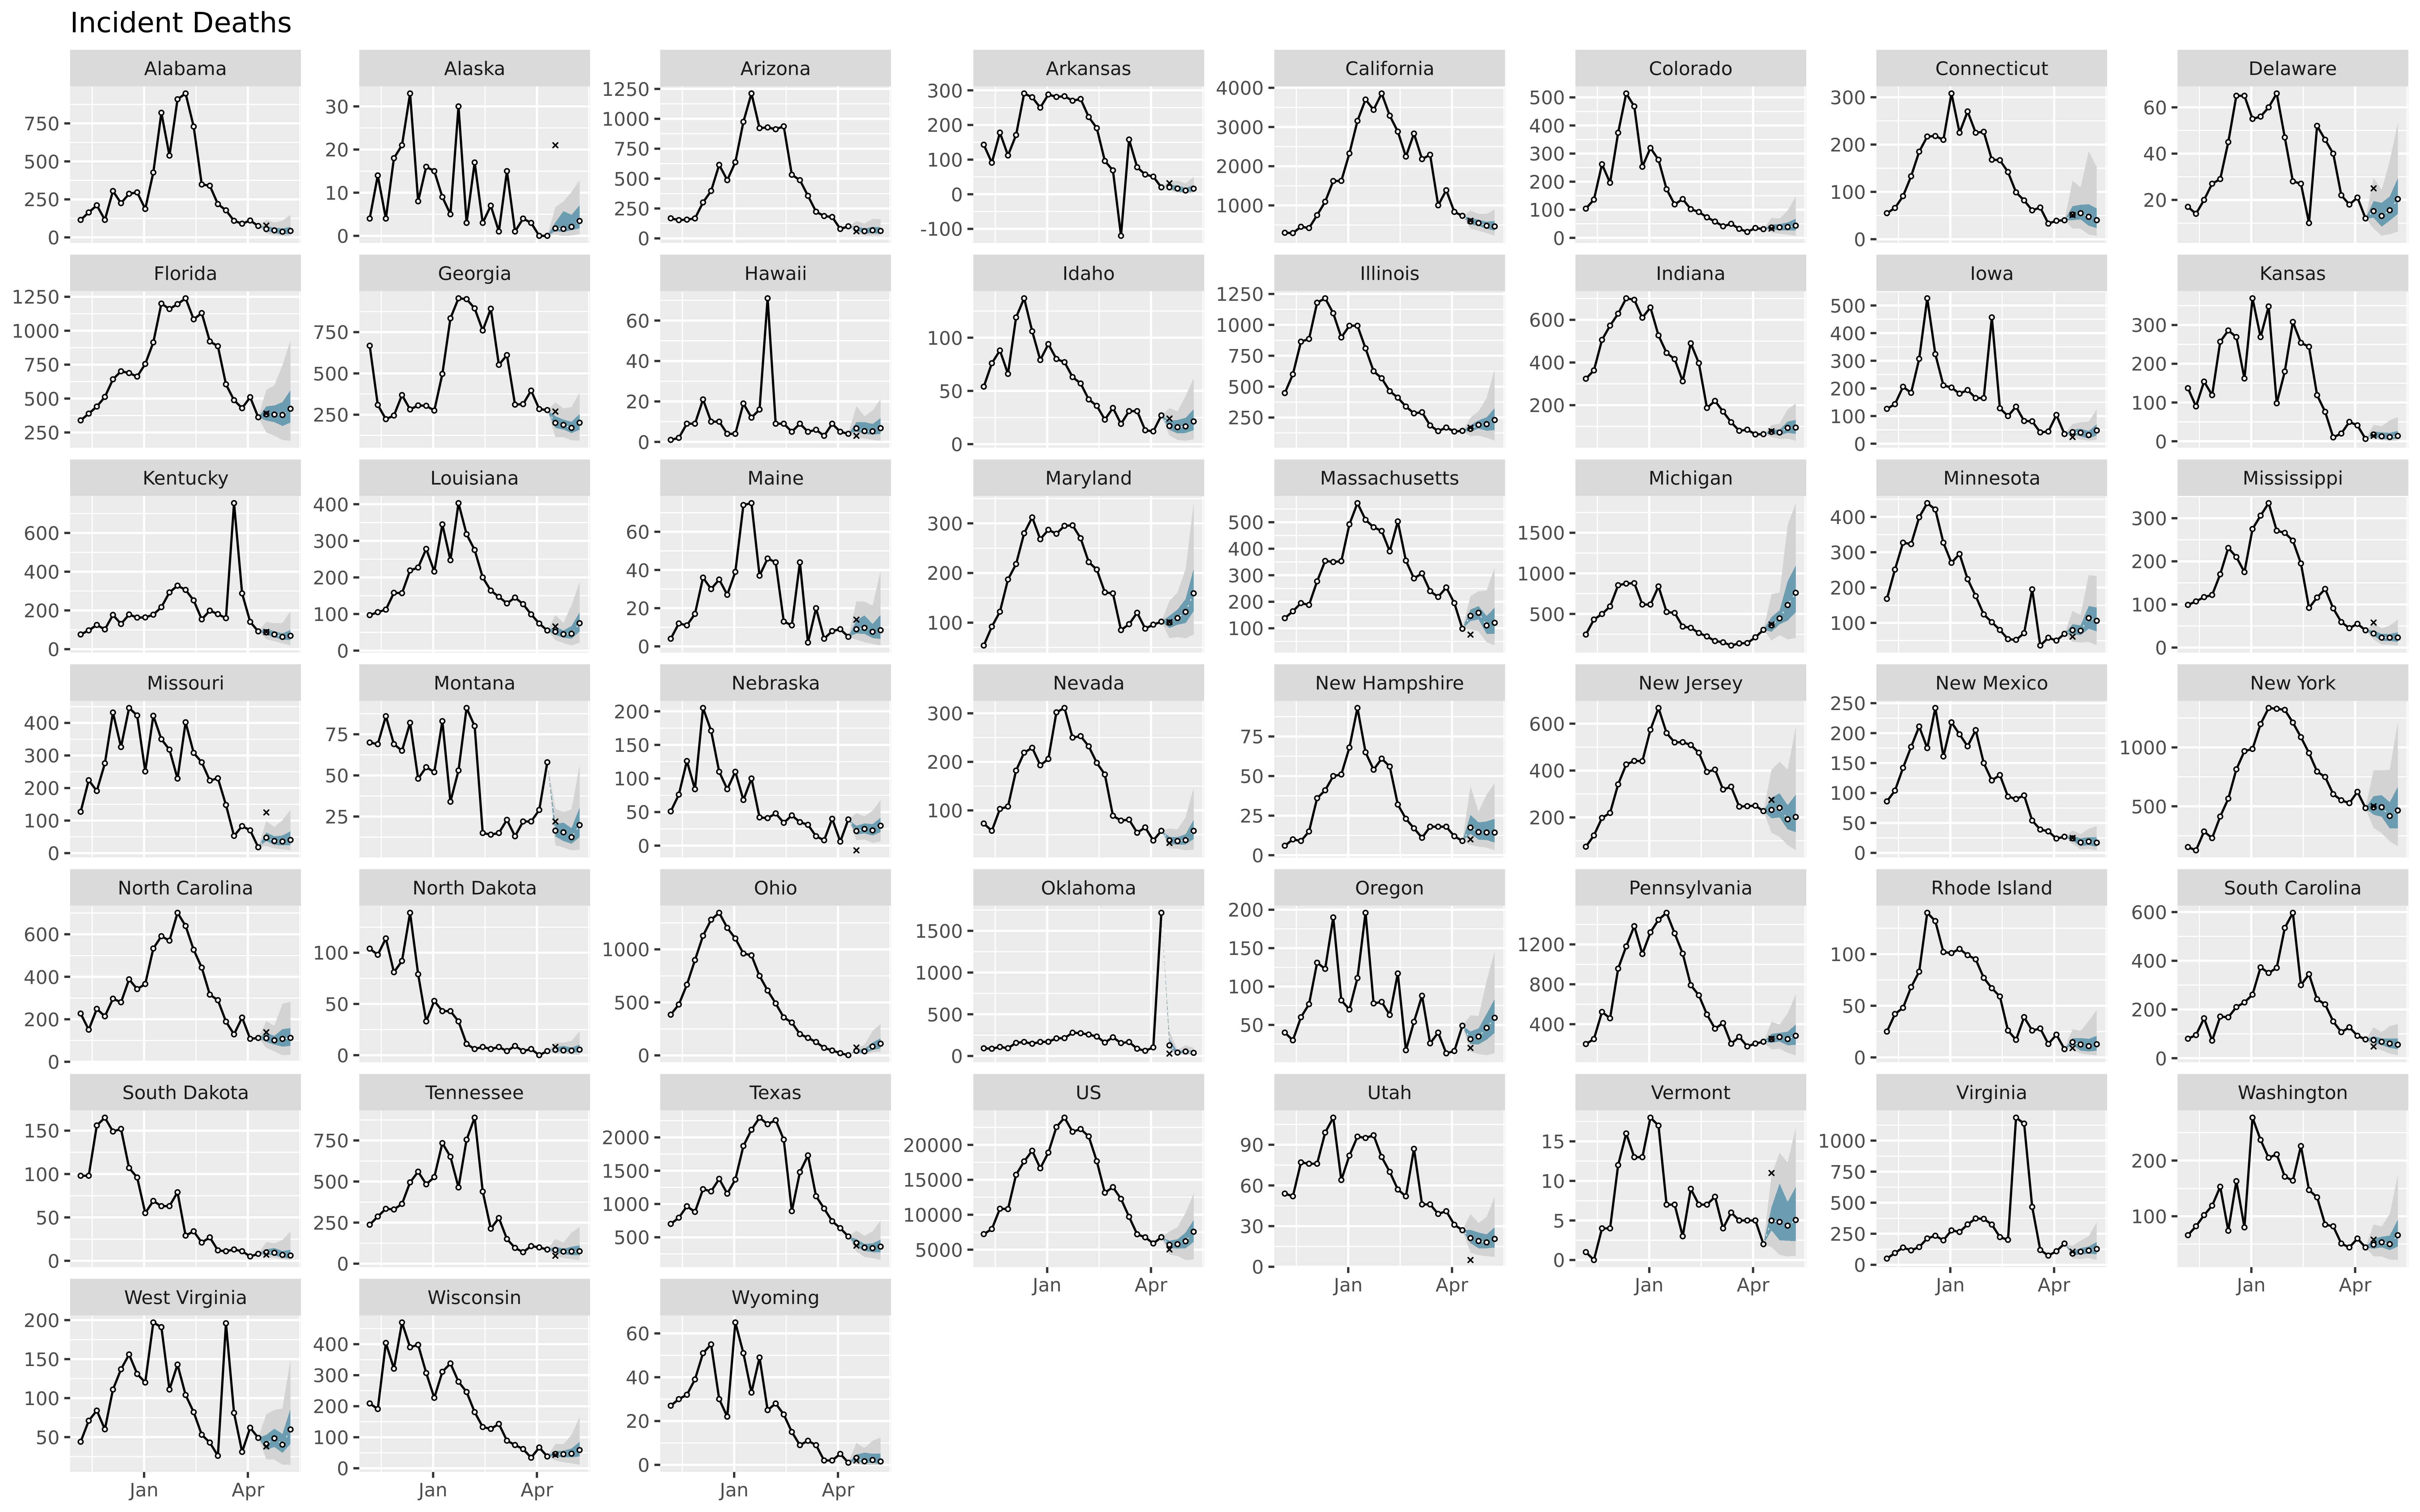 Incident Deaths
Alabama Alaska Arizona Arkansas California Colorado Connecticut Delaware
750 500 250 0
30 20 10 0
1250 1000 750 500 250 0
300 200 100 0 -100
4000 3000 2000 1000
500 400 300 200 100 0
300 200 100 0
60 40 20
Florida Georgia Hawaii Idaho Illinois Indiana Iowa Kansas
1250 1000 750 500 250
750 500 250
60 40 20 0
100 50 0
1250 1000 750 500 250
600 400 200
500 400 300 200 100 0
300 200 100 0
Kentucky Louisiana Maine Maryland Massachusetts Michigan Minnesota Mississippi
600 400 200 0
400 300 200 100 0
60 40 20 0
300 200 100
500 400 300 200 100
1500 1000 500
400 300 200 100
300 200 100 0
Missouri Montana Nebraska Nevada New Hampshire New Jersey New Mexico New York
400 300 200 100 0
75 50 25
200 150 100 50 0
300 200 100
75 50 25 0
600 400 200
250 200 150 100 50 0
1000 500
North Carolina North Dakota Ohio Oklahoma Oregon Pennsylvania Rhode Island South Carolina
600 400 200 0
100 50 0
1000 500 0
1500 1000 500 0
200 150 100 50
1200 800 400
100 50 0
600 400 200 0
South Dakota Tennessee Texas US Utah Vermont Virginia Washington
150 100 50 0
750 500 250 0
2000 1500 1000 500
20000 15000 10000 5000
90 60 30 0
15 10 5 0
1000 750 500 250 0
200 100
Jan Apr Jan Apr Jan Apr Jan Apr Jan Apr
West Virginia Wisconsin Wyoming
200 150 100 50
400 300 200 100 0
60 40 20 0
Jan Apr Jan Apr Jan Apr